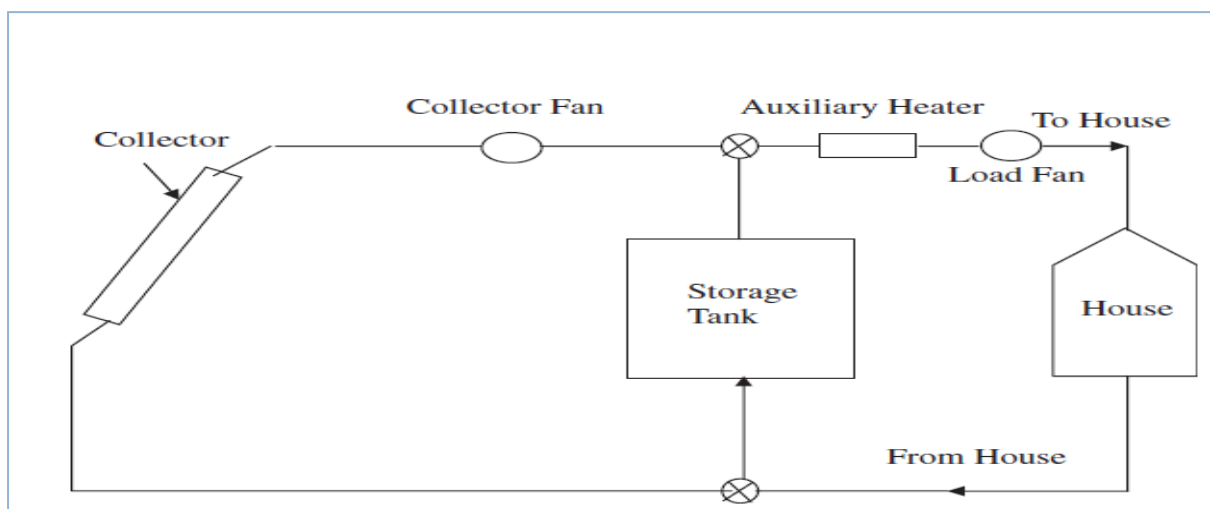 Collector Fan
Auxiliary Heater
To House
Collector
Load Fan
Storage
Tank
House
From House